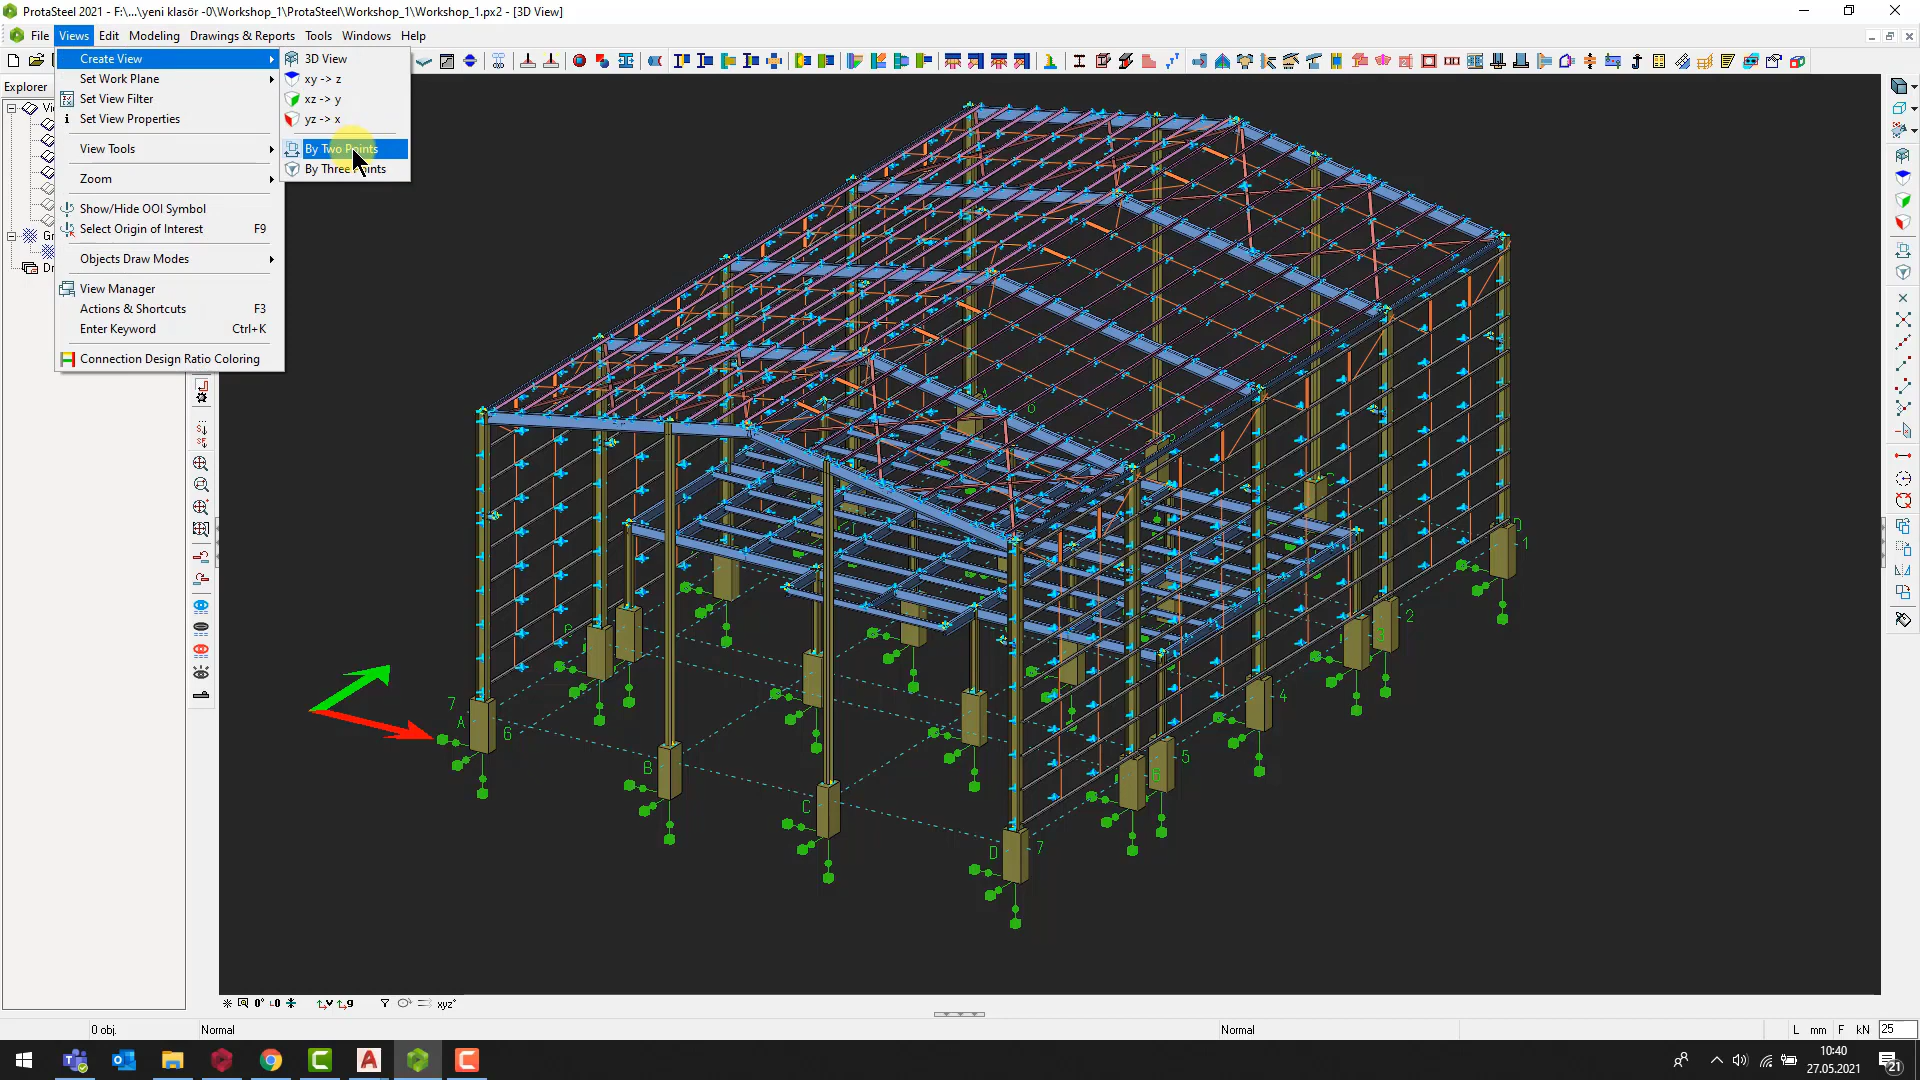 ProtaSteel 2021 - F:\...\yeni klasör -0\Workshop_1\ProtaSteel\Workshop_1\Workshop_1.px2 - [3D View]
File Views Edit Modeling Drawings & Reports Tools Windows Help
Create View
Set Work Plane
Set View Filter
Set View Properties
View Tools
Zoom
Show/Hide OOI Symbol
Select Origin of Interest F9
Objects Draw Modes
View Manager
Actions & Shortcuts F3
Enter Keyword Ctrl+K
Connection Design Ratio Coloring
3D View
xy -> z
xz -> y
yz -> x
By Two Points
Explorer
7
A
6
B
C
D
7
6
5
4
3
2
1
xyz
0 obj.
Normal
Normal
L mm F kN 25
10:40
27.05.2021
21